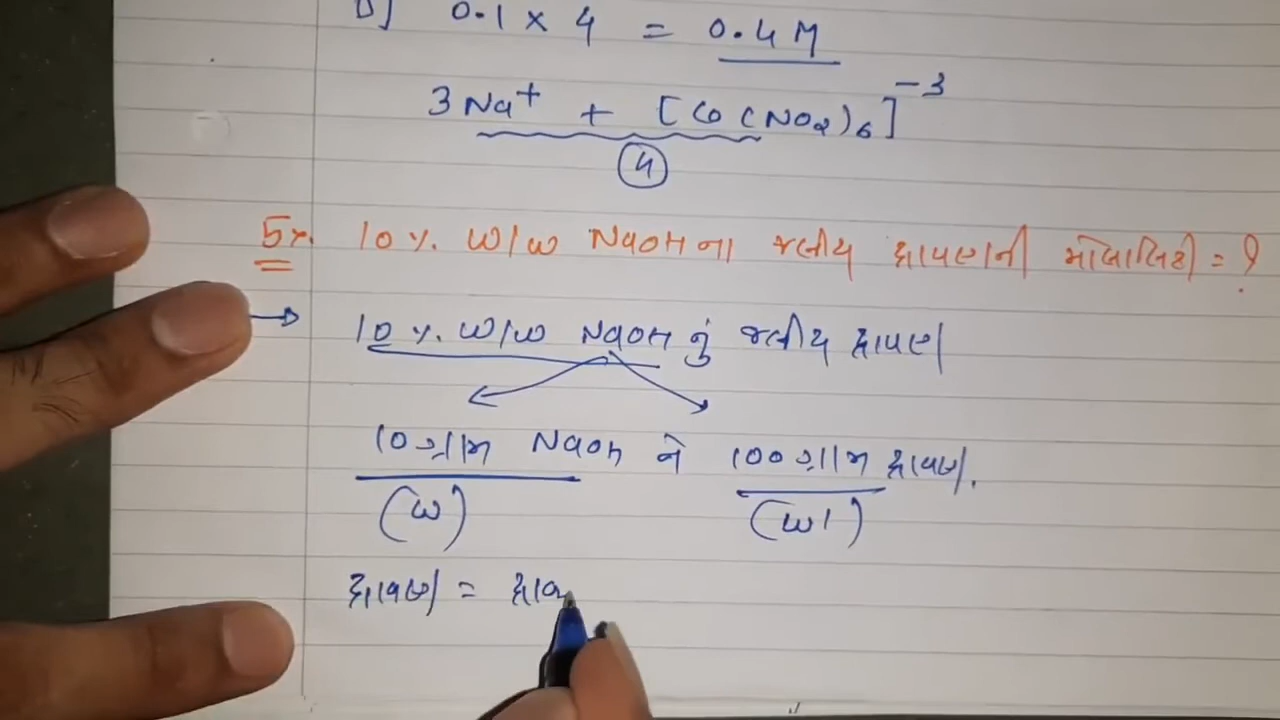 D] 0.1 × 4 = 0.4 M
3Na⁺ + [Co(NO₂)₆]⁻³
4
5×. 10 %. W/W NaOH ના જલીય દ્રાવણની મોલાલિટી = ?
→ 10 %. W/W NaOH નું જલીય દ્રાવણ
10 ગ્રામ NaOH ને 100 ગ્રામ દ્રાવણ.
(W) (W1)
દ્રાવણ = દ્રાવ